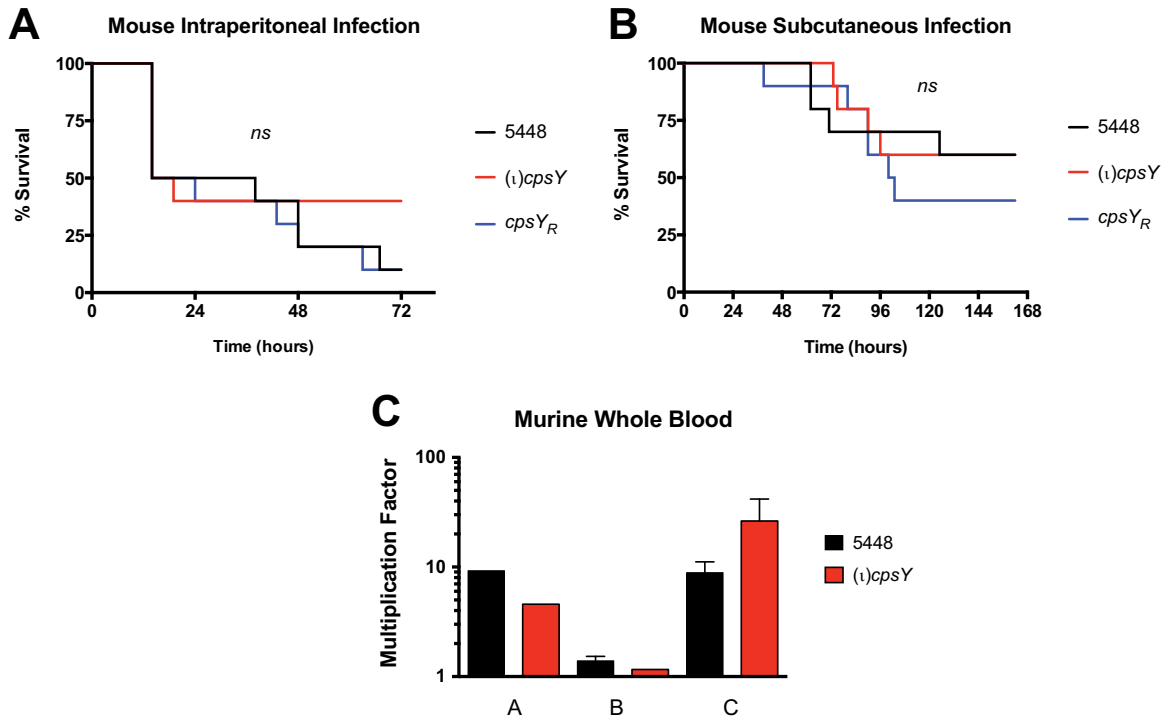 A
Mouse Intraperitoneal Infection
100
75
50
25
0
% Survival
ns
0 24 48 72
Time (hours)
5448
(ι)cpsY
cpsY_R
B
Mouse Subcutaneous Infection
100
75
50
25
0
% Survival
ns
0 24 48 72 96 120 144 168
Time (hours)
5448
(ι)cpsY
cpsY_R
C
Murine Whole Blood
100
10
1
Multiplication Factor
A B C
5448
(ι)cpsY